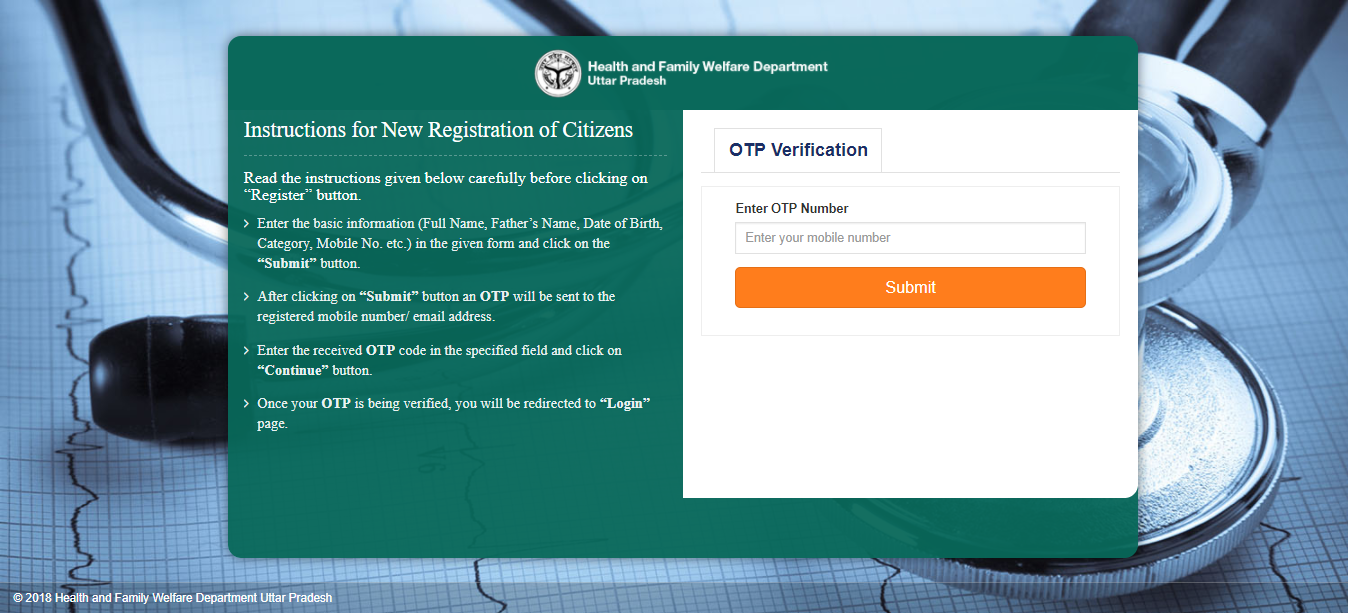 Health and Family Welfare Department
Uttar Pradesh
Instructions for New Registration of Citizens
Read the instructions given below carefully before clicking on
“Register” button.
Enter the basic information (Full Name, Father’s Name, Date of Birth,
Category, Mobile No. etc.) in the given form and click on the
“Submit” button.
After clicking on “Submit” button an OTP will be sent to the
registered mobile number/ email address.
Enter the received OTP code in the specified field and click on
“Continue” button.
Once your OTP is being verified, you will be redirected to “Login”
page.
OTP Verification
Enter OTP Number
Enter your mobile number
Submit
V6
© 2018 Health and Family Welfare Department Uttar Pradesh